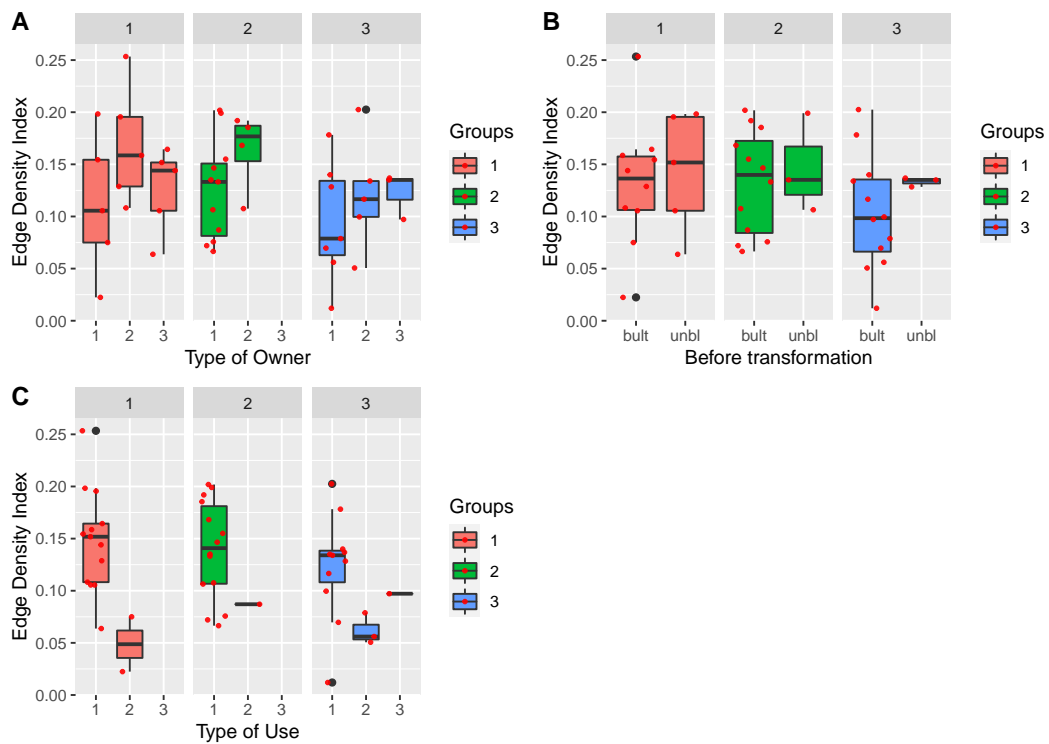 A
1 2 3
Edge Density Index
0.25
0.20
0.15
0.10
0.05
0.00
1 2 3 1 2 3 1 2 3
Type of Owner
Groups
1
2
3
B
1 2 3
Edge Density Index
0.25
0.20
0.15
0.10
0.05
0.00
bult unbl bult unbl bult unbl
Before transformation
Groups
1
2
3
C
1 2 3
Edge Density Index
0.25
0.20
0.15
0.10
0.05
0.00
1 2 3 1 2 3 1 2 3
Type of Use
Groups
1
2
3